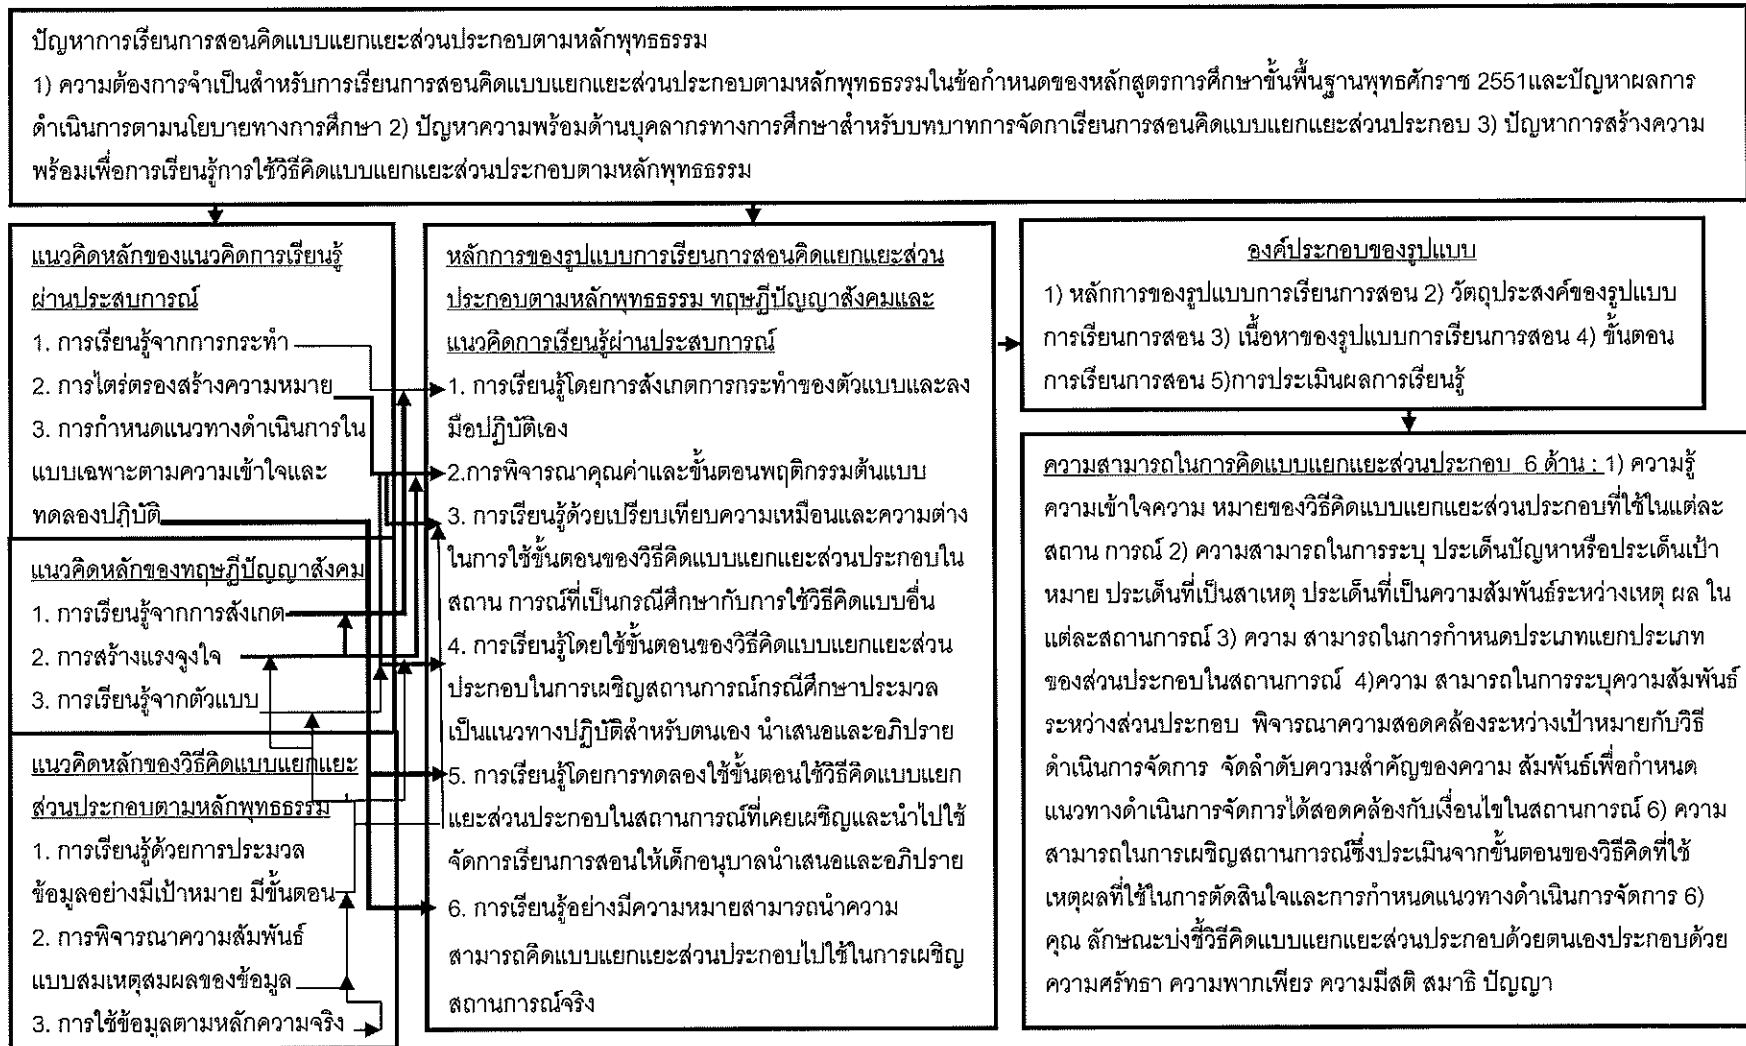 ปัญหาการเรียนการสอนคิดแบบแยกแยะส่วนประกอบตามหลักพุทธธรรม
1) ความต้องการจำเป็นสำหรับการเรียนการสอนคิดแบบแยกแยะส่วนประกอบตามหลักพุทธธรรมในข้อกำหนดของหลักสูตรการศึกษาขั้นพื้นฐานพุทธศักราช 2551และปัญหาผลการ
ดำเนินการตามนโยบายทางการศึกษา 2) ปัญหาความพร้อมด้านบุคลากรทางการศึกษาสำหรับบทบาทการจัดกาเรียนการสอนคิดแบบแยกแยะส่วนประกอบ 3) ปัญหาการสร้างความ
พร้อมเพื่อการเรียนรู้การใช้วิธีคิดแบบแยกแยะส่วนประกอบตามหลักพุทธธรรม
แนวคิดหลักของแนวคิดการเรียนรู้
ผ่านประสบการณ์
1. การเรียนรู้จากการกระทำ
2. การไตร่ตรองสร้างความหมาย
3. การกำหนดแนวทางดำเนินการใน
แบบเฉพาะตามความเข้าใจและ
ทดลองปฏิบัติ
แนวคิดหลักของทฤษฎีปัญญาสังคม
1. การเรียนรู้จากการสังเกต
2. การสร้างแรงจูงใจ
3. การเรียนรู้จากตัวแบบ
แนวคิดหลักของวิธีคิดแบบแยกแยะ
ส่วนประกอบตามหลักพุทธธรรม
1. การเรียนรู้ด้วยการประมวล
ข้อมูลอย่างมีเป้าหมาย มีขั้นตอน
2. การพิจารณาความสัมพันธ์
แบบสมเหตุสมผลของข้อมูล
3. การใช้ข้อมูลตามหลักความจริง
หลักการของรูปแบบการเรียนการสอนคิดแยกแยะส่วน
ประกอบตามหลักพุทธธรรม ทฤษฎีปัญญาสังคมและ
แนวคิดการเรียนรู้ผ่านประสบการณ์
1. การเรียนรู้โดยการสังเกตการกระทำของตัวแบบและลง
มือปฏิบัติเอง
2.การพิจารณาคุณค่าและขั้นตอนพฤติกรรมต้นแบบ
3. การเรียนรู้ด้วยเปรียบเทียบความเหมือนและความต่าง
ในการใช้ขั้นตอนของวิธีคิดแบบแยกแยะส่วนประกอบใน
สถาน การณ์ที่เป็นกรณีศึกษากับการใช้วิธีคิดแบบอื่น
4. การเรียนรู้โดยใช้ขั้นตอนของวิธีคิดแบบแยกแยะส่วน
ประกอบในการเผชิญสถานการณ์กรณีศึกษาประมวล
เป็นแนวทางปฏิบัติสำหรับตนเอง นำเสนอและอภิปราย
5. การเรียนรู้โดยการทดลองใช้ขั้นตอนใช้วิธีคิดแบบแยก
แยะส่วนประกอบในสถานการณ์ที่เคยเผชิญและนำไปใช้
จัดการเรียนการสอนให้เด็กอนุบาลนำเสนอและอภิปราย
6. การเรียนรู้อย่างมีความหมายสามารถนำความ
สามารถคิดแบบแยกแยะส่วนประกอบไปใช้ในการเผชิญ
สถานการณ์จริง
องค์ประกอบของรูปแบบ
1) หลักการของรูปแบบการเรียนการสอน 2) วัตถุประสงค์ของรูปแบบ
การเรียนการสอน 3) เนื้อหาของรูปแบบการเรียนการสอน 4) ขั้นตอน
การเรียนการสอน 5)การประเมินผลการเรียนรู้
ความสามารถในการคิดแบบแยกแยะส่วนประกอบ 6 ด้าน : 1) ความรู้
ความเข้าใจความ หมายของวิธีคิดแบบแยกแยะส่วนประกอบที่ใช้ในแต่ละ
สถาน การณ์ 2) ความสามารถในการระบุ ประเด็นปัญหาหรือประเด็นเป้า
หมาย ประเด็นที่เป็นสาเหตุ ประเด็นที่เป็นความสัมพันธ์ระหว่างเหตุ ผล ใน
แต่ละสถานการณ์ 3) ความ สามารถในการกำหนดประเภทแยกประเภท
ของส่วนประกอบในสถานการณ์ 4)ความ สามารถในการระบุความสัมพันธ์
ระหว่างส่วนประกอบ พิจารณาความสอดคล้องระหว่างเป้าหมายกับวิธี
ดำเนินการจัดการ จัดลำดับความสำคัญของความ สัมพันธ์เพื่อกำหนด
แนวทางดำเนินการจัดการได้สอดคล้องกับเงื่อนไขในสถานการณ์ 6) ความ
สามารถในการเผชิญสถานการณ์ซึ่งประเมินจากขั้นตอนของวิธีคิดที่ใช้
เหตุผลที่ใช้ในการตัดสินใจและการกำหนดแนวทางดำเนินการจัดการ 6)
คุณ ลักษณะบ่งชี้วิธีคิดแบบแยกแยะส่วนประกอบด้วยตนเองประกอบด้วย
ความศรัทธา ความพากเพียร ความมีสติ สมาธิ ปัญญา